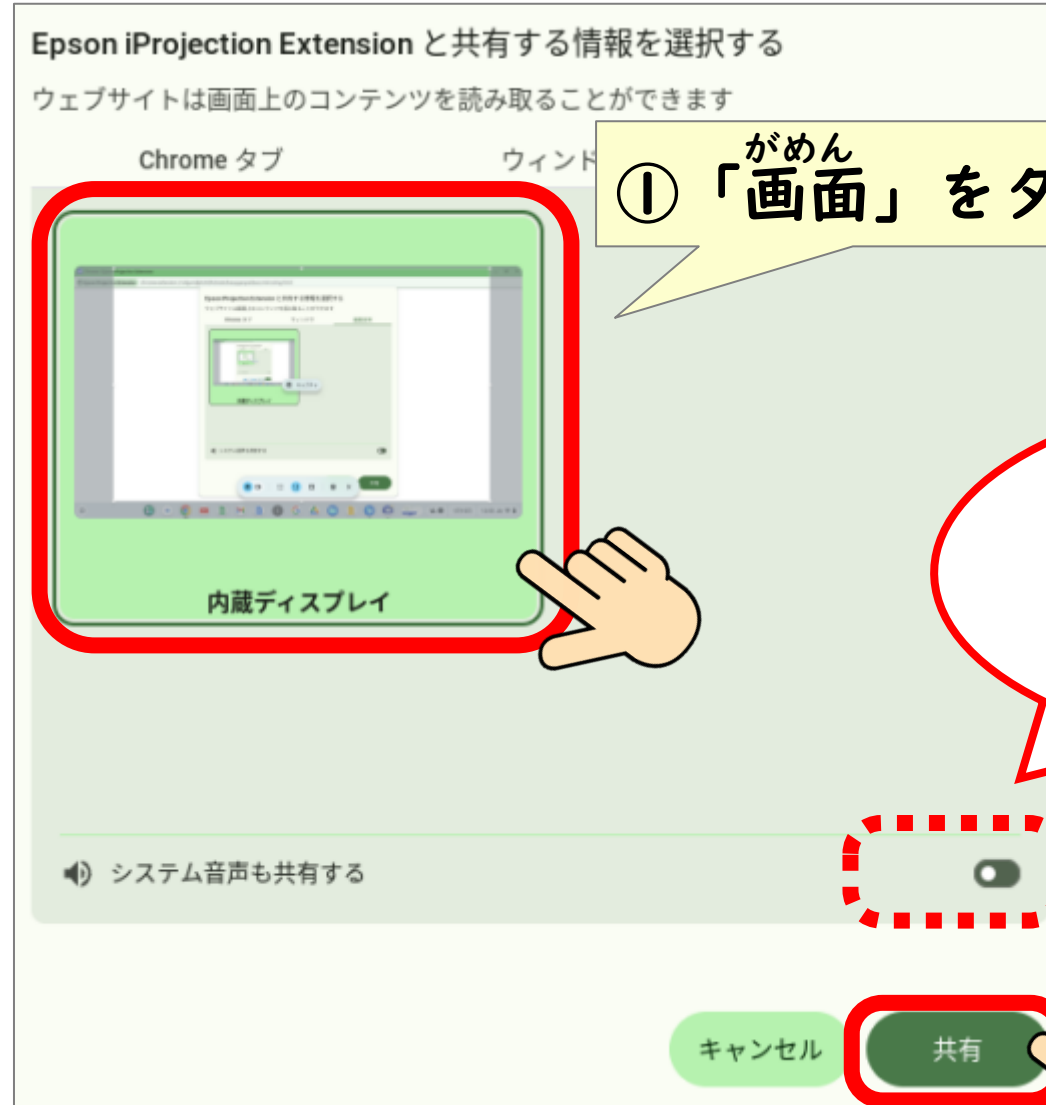 Epson iProjection Extension と共有する情報を選択する
ウェブサイトは画面上のコンテンツを読み取ることができます
Chrome タブ
ウィンド
がめん
①「画面」をタ
内蔵ディスプレイ
システム音声も共有する
キャンセル
共有